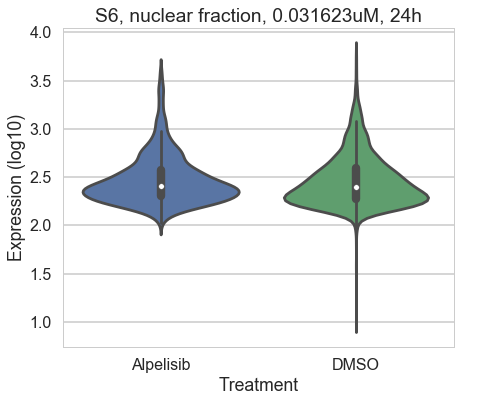 S6, nuclear fraction, 0.031623uM, 24h
Expression (log10)
4.0
3.5
3.0
2.5
2.0
1.5
1.0
Alpelisib
DMSO
Treatment